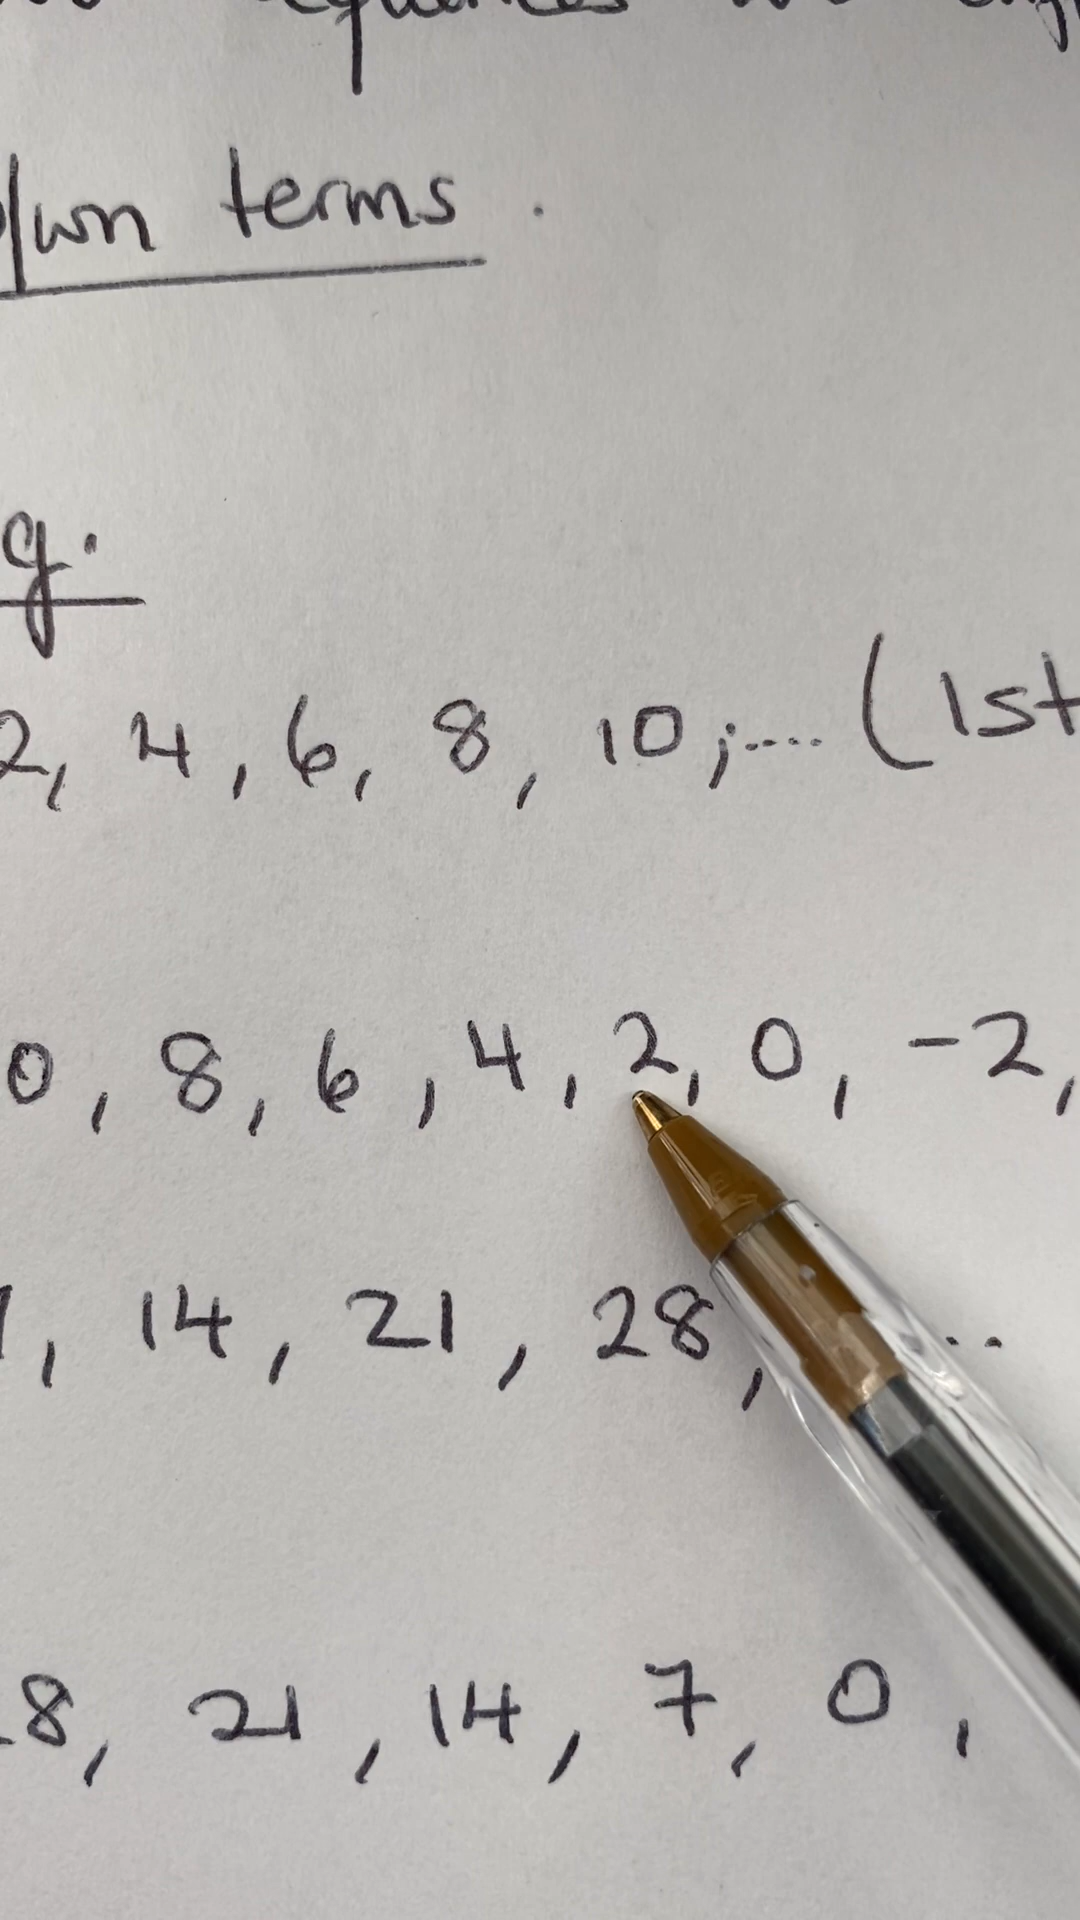 terms .
g.
2, 4, 6, 8, 10;.... (1st
0, 8, 6, 4, 2, 0, -2,
, 14, 21, 28, ..
8, 21, 14, 7, 0,